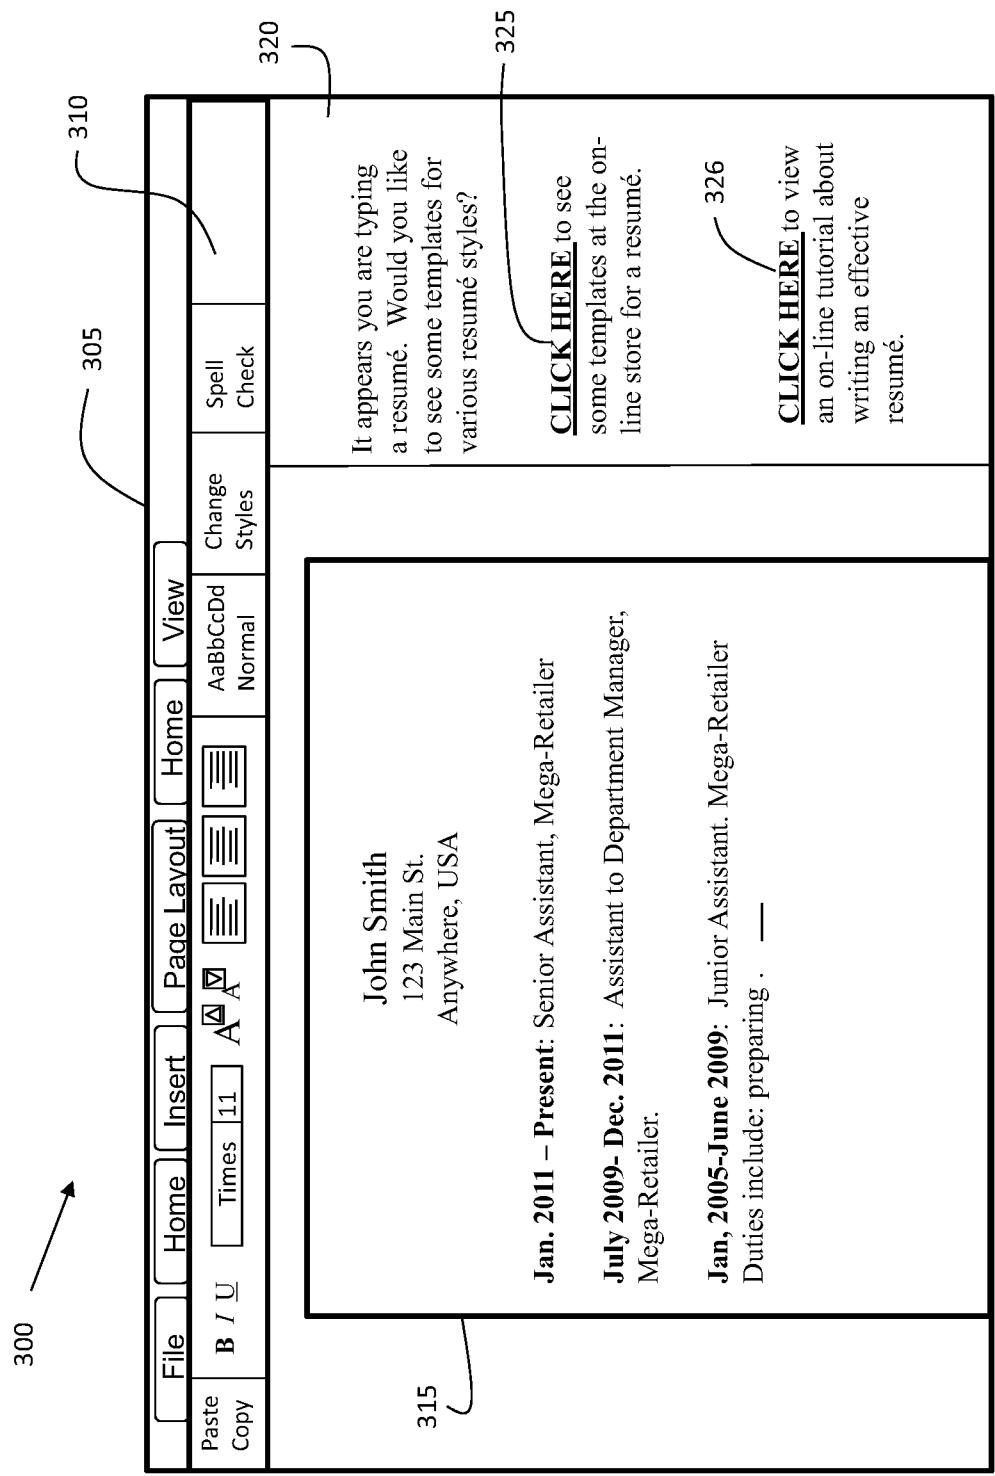 300
305
310
File Home Insert Page Layout Home View
Paste
Copy
B I U
Times 11
A A
AaBbCcDd
Normal
Change
Styles
Spell
Check
315
John Smith
123 Main St.
Anywhere, USA
Jan. 2011 – Present: Senior Assistant, Mega-Retailer
July 2009- Dec. 2011: Assistant to Department Manager,
Mega-Retailer.
Jan, 2005-June 2009: Junior Assistant. Mega-Retailer
Duties include: preparing .
320
It appears you are typing
a resumé. Would you like
to see some templates for
various resumé styles?
325
CLICK HERE to see
some templates at the on-
line store for a resumé.
326
CLICK HERE to view
an on-line tutorial about
writing an effective
resumé.